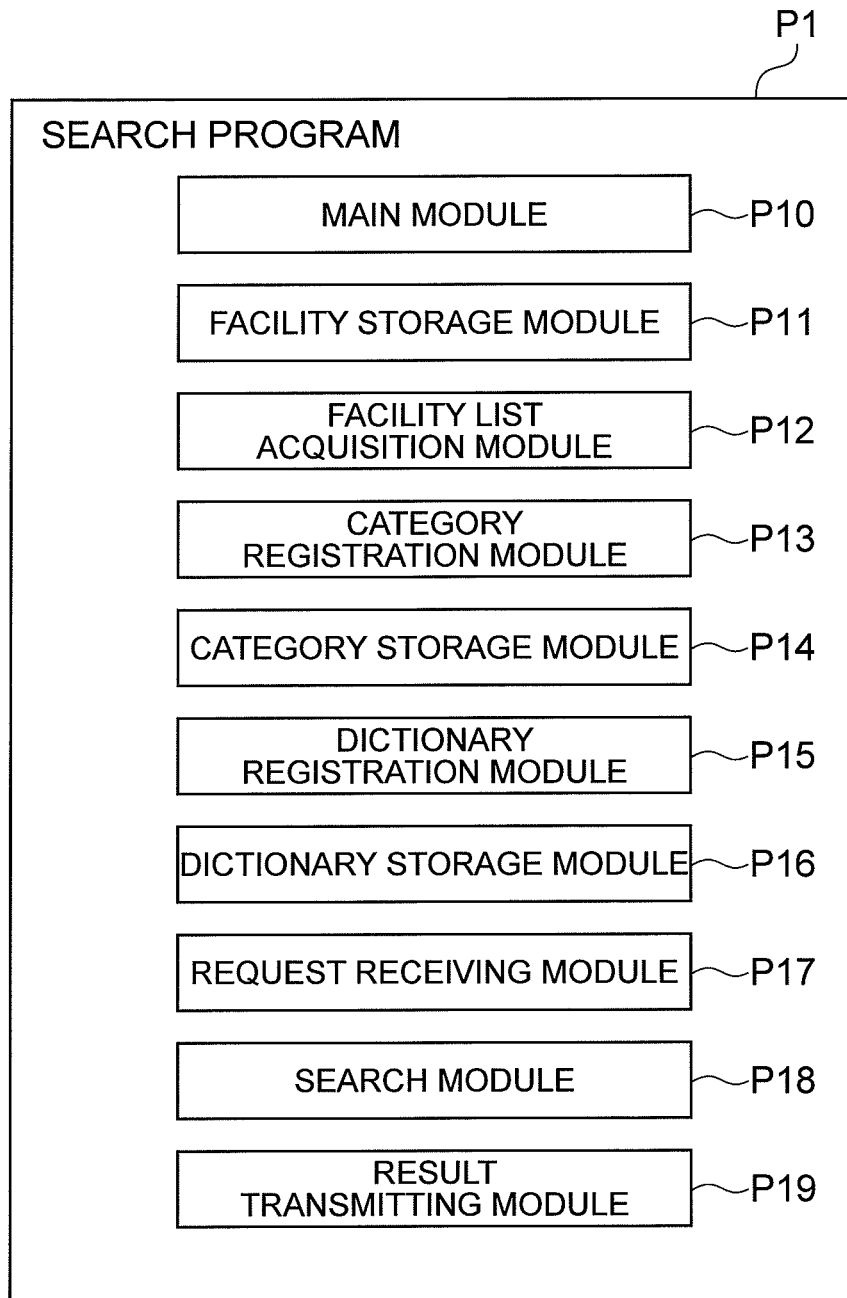 P1
SEARCH PROGRAM
MAIN MODULE
P10
FACILITY STORAGE MODULE
P11
FACILITY LIST
ACQUISITION MODULE
P12
CATEGORY
REGISTRATION MODULE
P13
CATEGORY STORAGE MODULE
P14
DICTIONARY
REGISTRATION MODULE
P15
DICTIONARY STORAGE MODULE
P16
REQUEST RECEIVING MODULE
P17
SEARCH MODULE
P18
RESULT
TRANSMITTING MODULE
P19